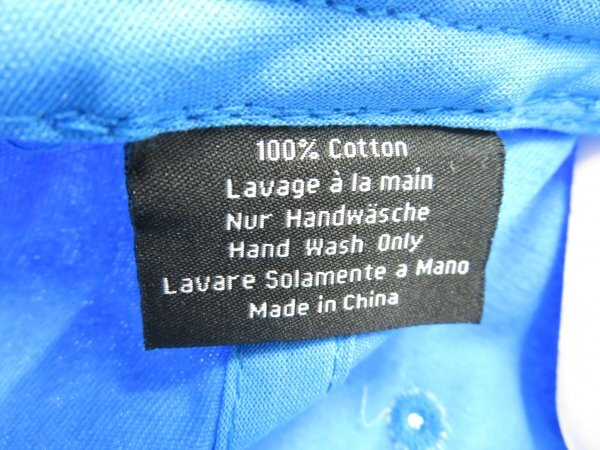 100% Cotton
Lavage à la main
Nur Handwäsche
Hand Wash Only
Lavare Solamente a Mano
Made in China